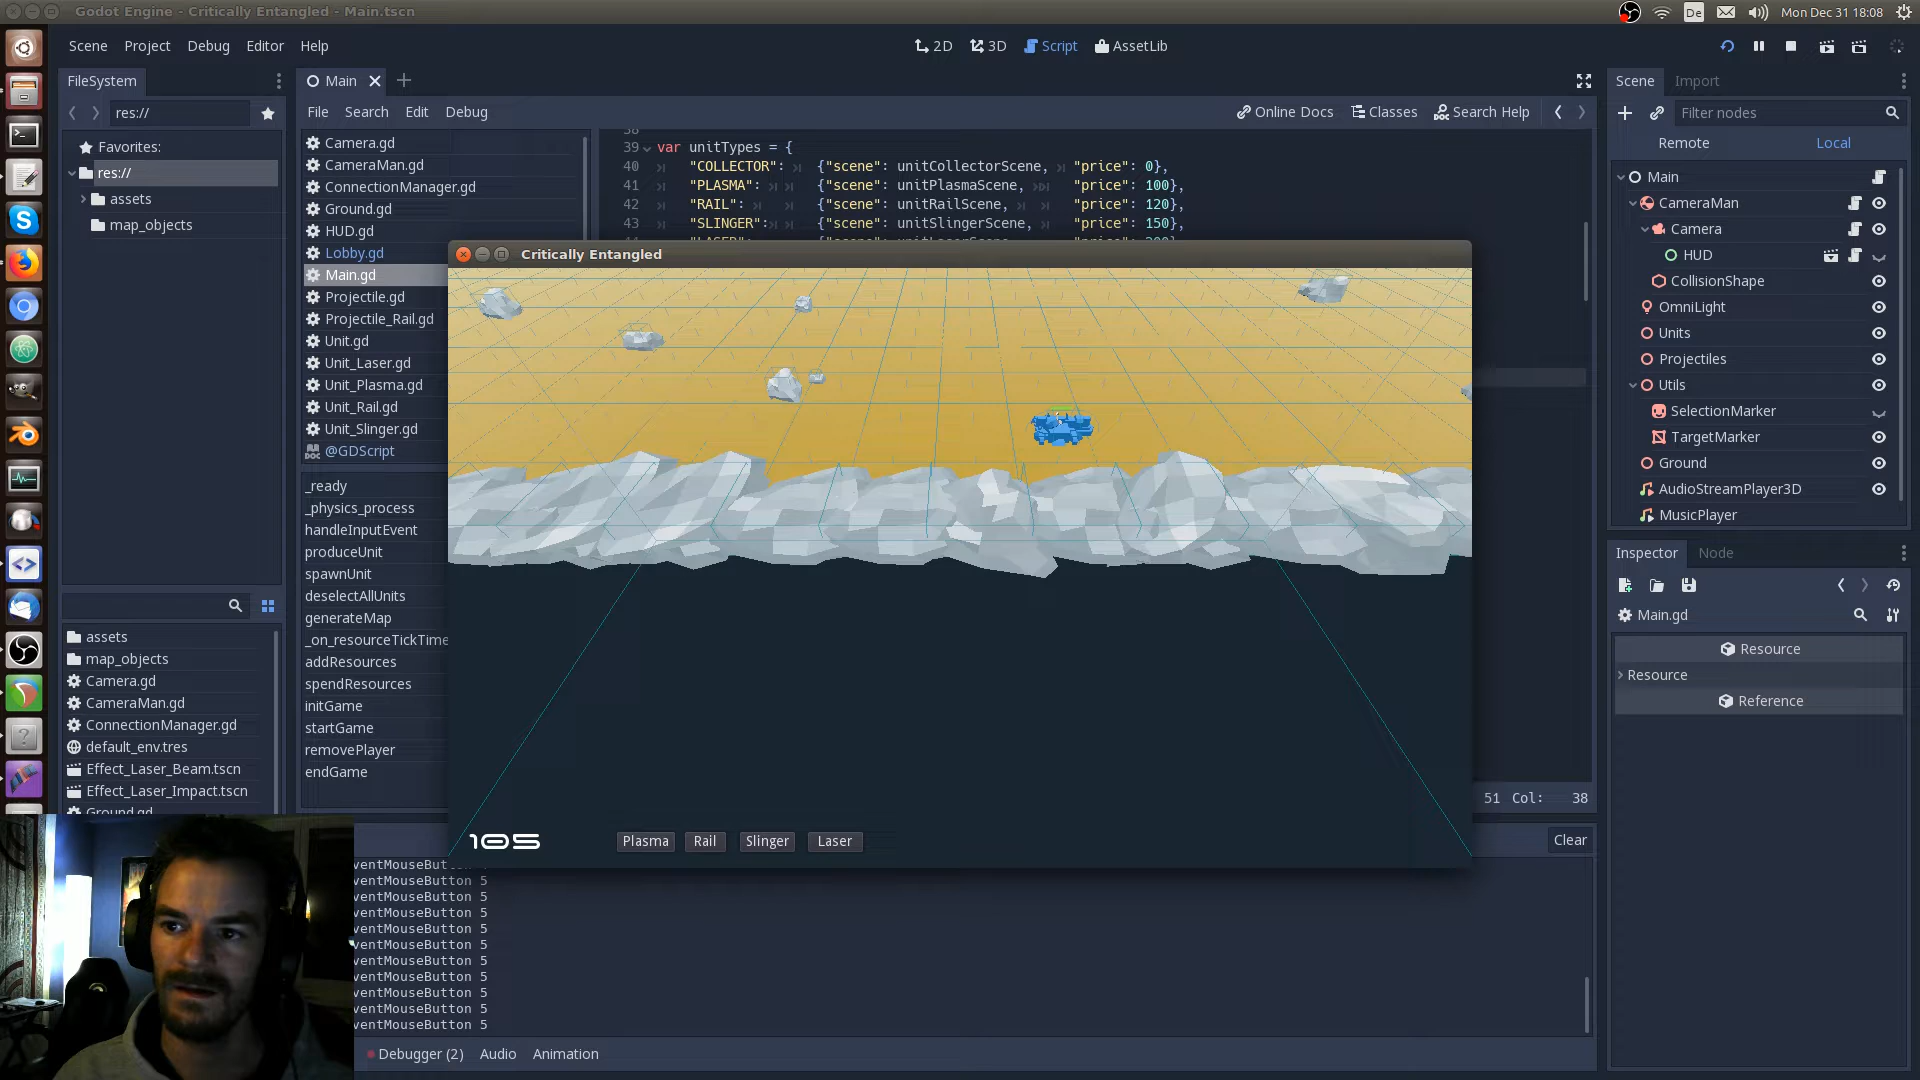 Godot Engine - Critically Entangled - Main.tscn
De
Mon Dec 31 18:08
Scene Project Debug Editor Help
2D 3D Script AssetLib
FileSystem
Main
Scene Import
res://
File Search Edit Debug
Online Docs Classes Search Help
Filter nodes
Remote Local
Favorites:
res://
assets
map_objects
Camera.gd
CameraMan.gd
ConnectionManager.gd
Ground.gd
HUD.gd
Lobby.gd
Main.gd
Projectile.gd
Projectile_Rail.gd
Unit.gd
Unit_Laser.gd
Unit_Plasma.gd
Unit_Rail.gd
Unit_Slinger.gd
@GDScript
_ready
_physics_process
handleInputEvent
produceUnit
spawnUnit
deselectAllUnits
generateMap
_on_resourceTickTime
addResources
spendResources
initGame
startGame
removePlayer
endGame
38
39 var unitTypes = {
40 "COLLECTOR": {"scene": unitCollectorScene, "price": 0},
41 "PLASMA": {"scene": unitPlasmaScene, "price": 100},
42 "RAIL": {"scene": unitRailScene, "price": 120},
43 "SLINGER": {"scene": unitSlingerScene, "price": 150},
Critically Entangled
105
Plasma Rail Slinger Laser
51 Col: 38
Clear
assets
map_objects
Camera.gd
CameraMan.gd
ConnectionManager.gd
default_env.tres
Effect_Laser_Beam.tscn
Effect_Laser_Impact.tscn
Ground.gd
ventMouseBut
ventMouseButton 5
ventMouseButton 5
ventMouseButton 5
ventMouseButton 5
ventMouseButton 5
ventMouseButton 5
ventMouseButton 5
ventMouseButton 5
ventMouseButton 5
ventMouseButton 5
Debugger (2) Audio Animation
Main
CameraMan
Camera
HUD
CollisionShape
OmniLight
Units
Projectiles
Utils
SelectionMarker
TargetMarker
Ground
AudioStreamPlayer3D
MusicPlayer
Inspector Node
Main.gd
Resource
Resource
Reference